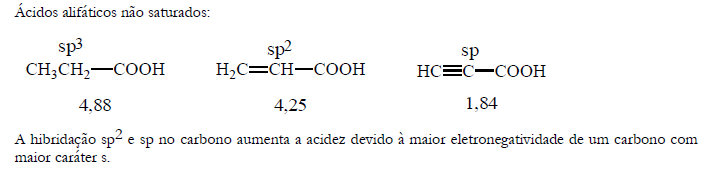 Ácidos alifáticos não saturados:
sp3 sp2 sp
CH3CH2—COOH H2C=CH—COOH HC≡C—COOH
4,88 4,25 1,84
A hibridação sp2 e sp no carbono aumenta a acidez devido à maior eletronegatividade de um carbono com
maior caráter s.